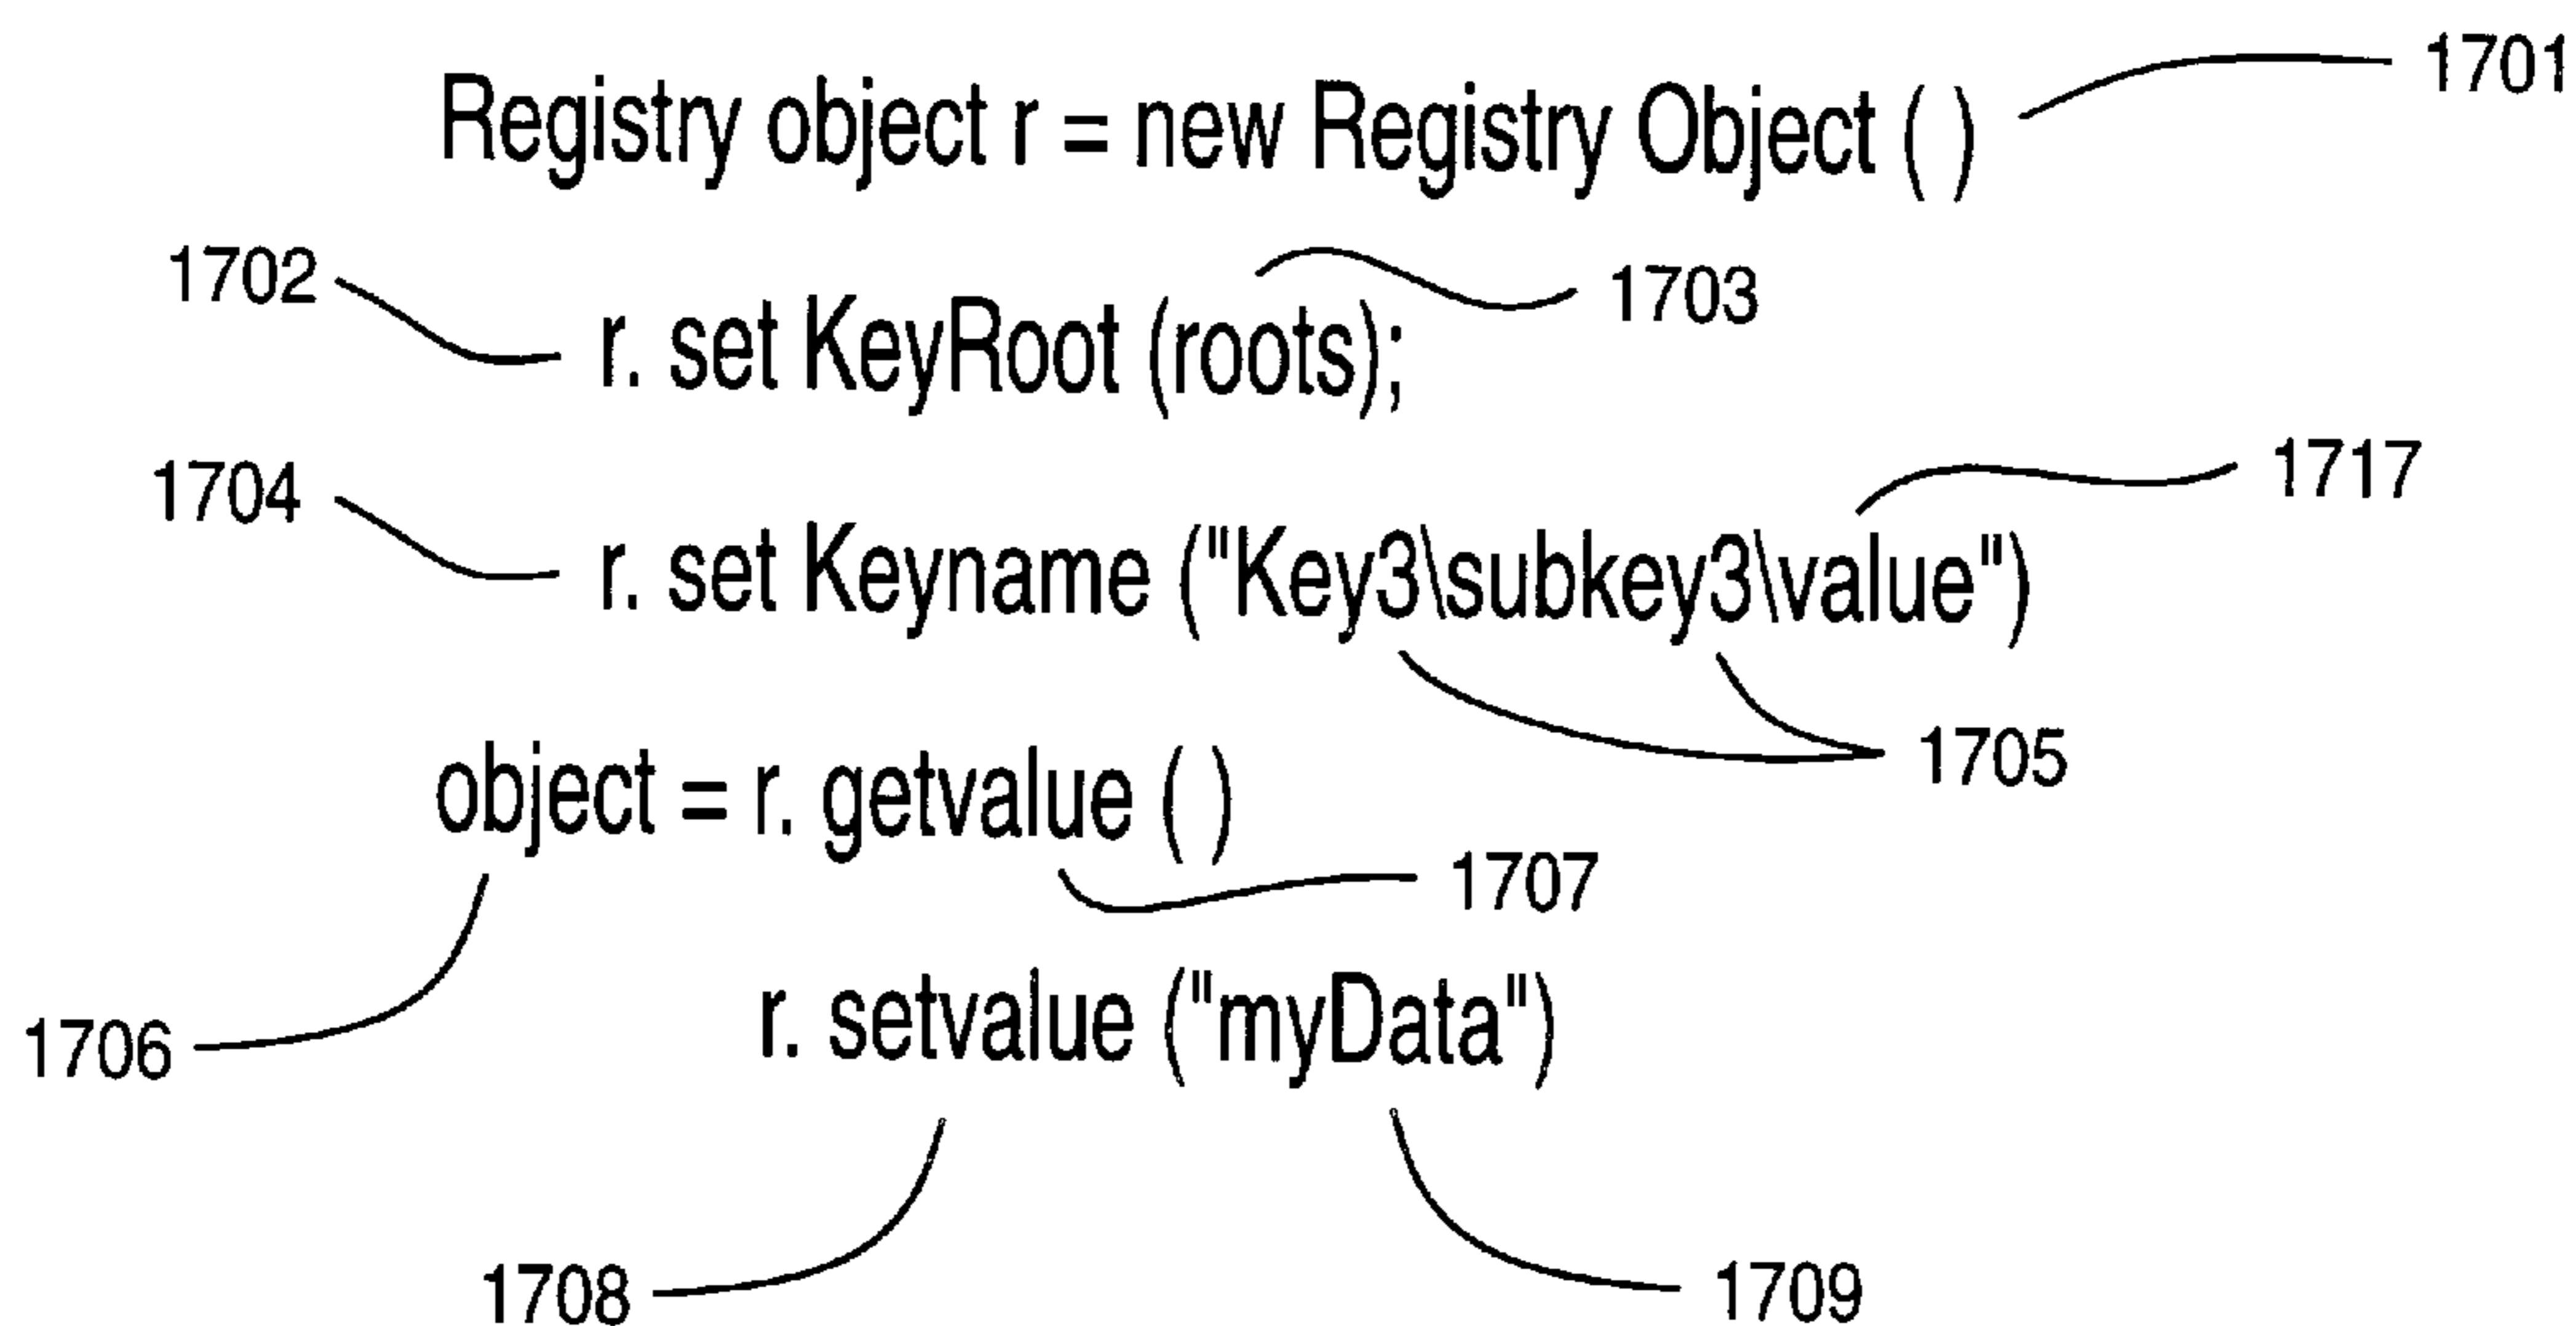 1701
Registry object r = new Registry Object ( )
1702
1703
r. set KeyRoot (roots);
1704
1717
r. set Keyname ("Key3\subkey3\value")
1705
object = r. getvalue ( )
1707
r. setvalue ("myData")
1706
1708
1709